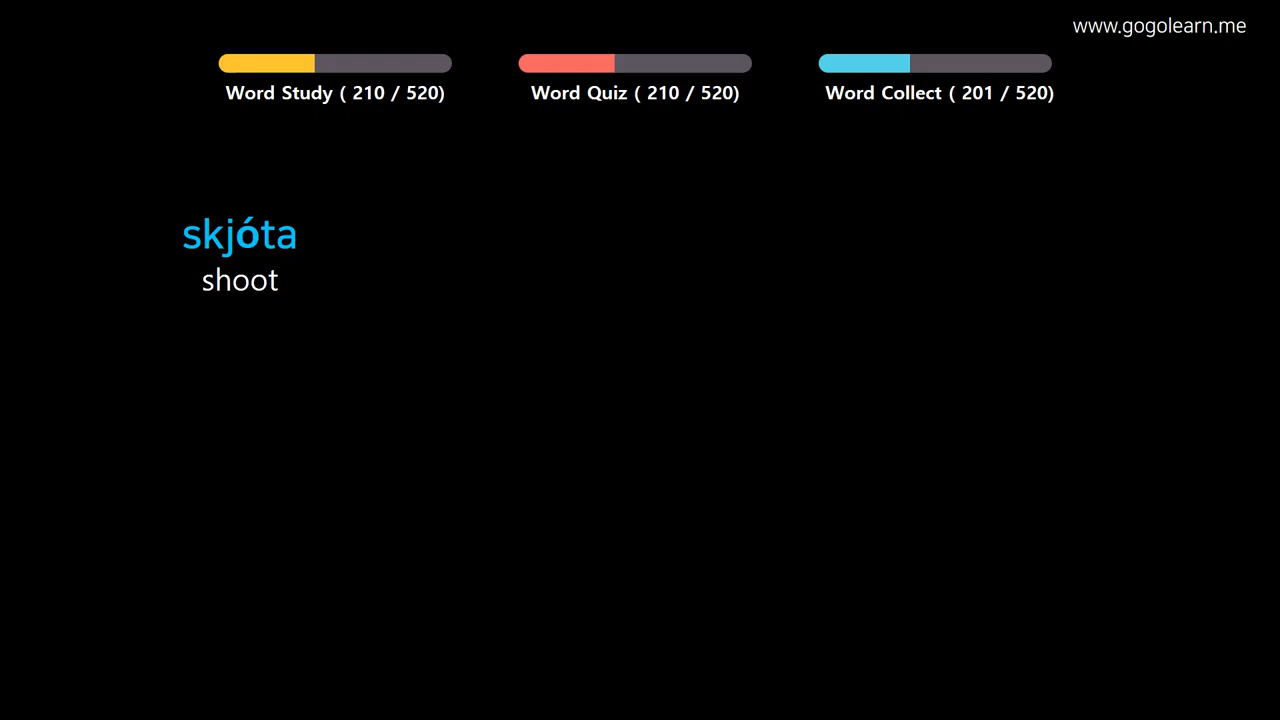 www.gogolearn.me
Word Study ( 210 / 520)
Word Quiz ( 210 / 520)
Word Collect ( 201 / 520)
skjóta
shoot